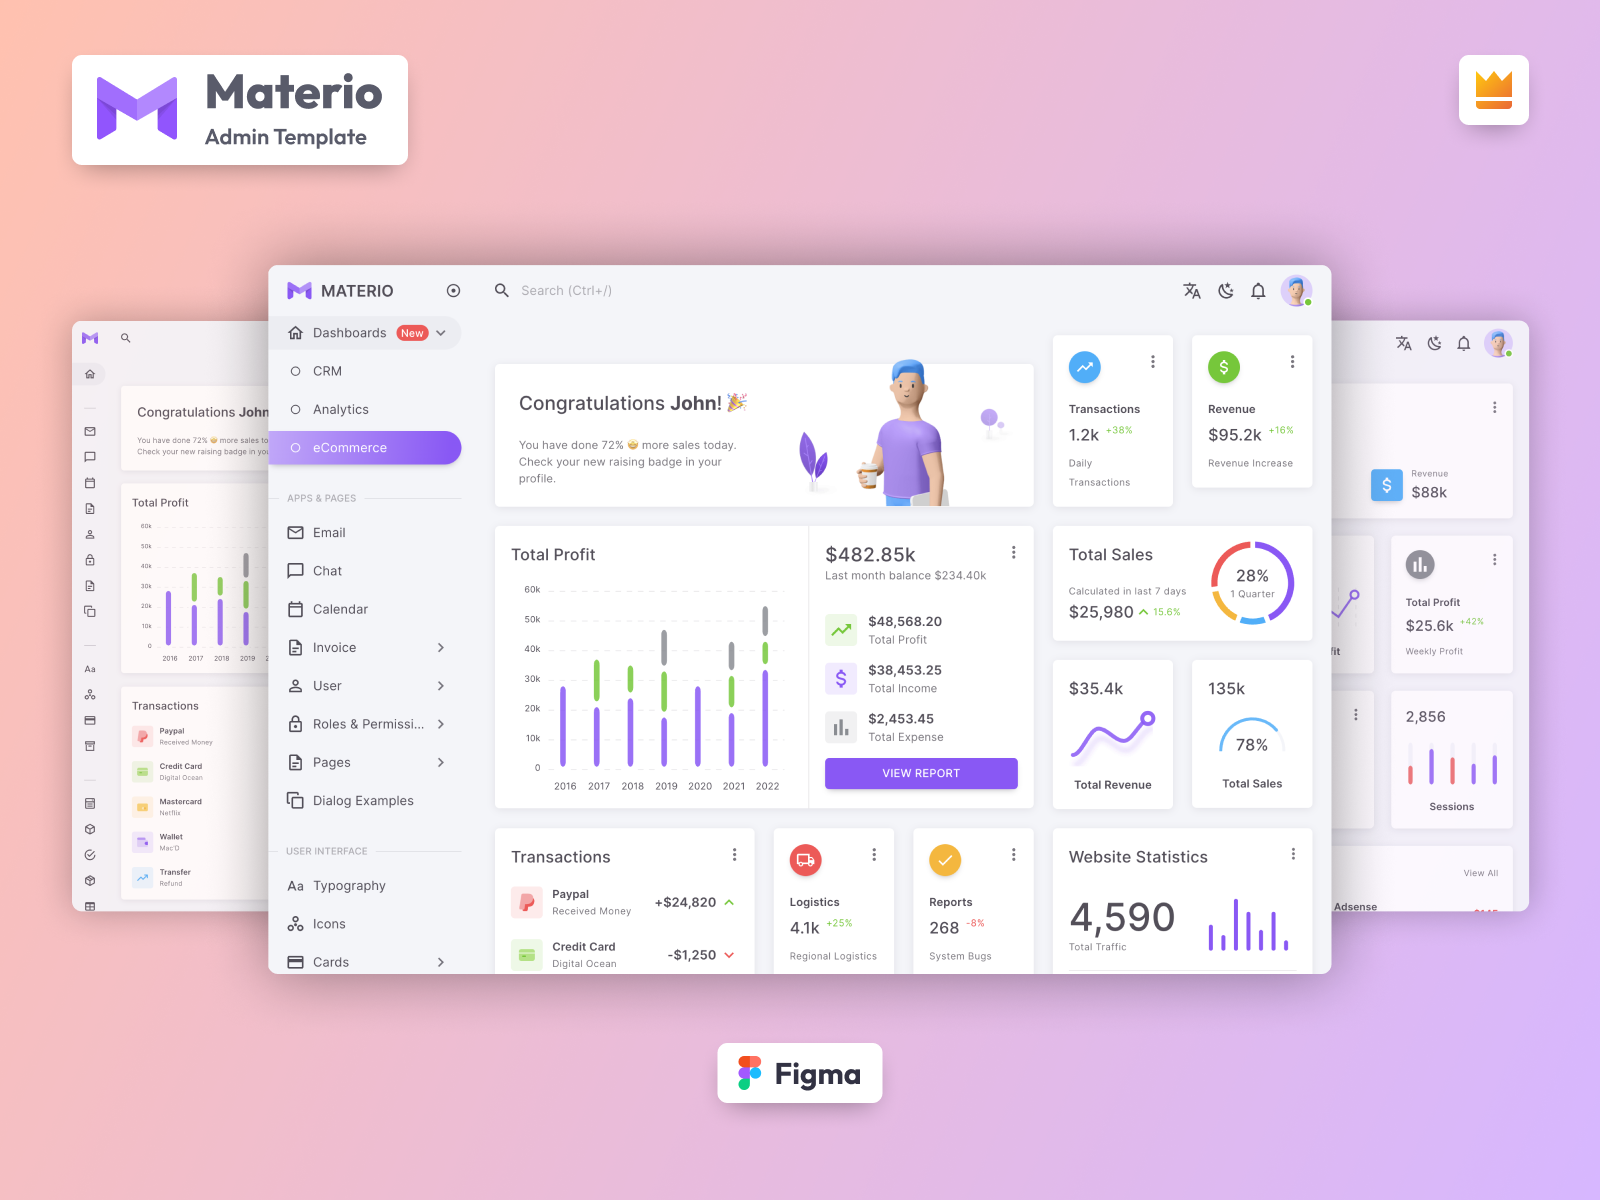 Materio
Admin Template
MATERIO
Search (Ctrl+/)
Dashboards New
CRM
Analytics
eCommerce
APPS & PAGES
Email
Chat
Calendar
Invoice
User
Roles & Permissi...
Pages
Dialog Examples
USER INTERFACE
Aa Typography
Icons
Cards
Congratulations John! 🎉
You have done 72% 🤩 more sales today.
Check your new raising badge in your
profile.
Transactions
1.2k +38%
Daily
Transactions
Revenue
$95.2k +16%
Revenue Increase
Total Profit
60k
50k
40k
30k
20k
10k
0
2016 2017 2018 2019 2020 2021 2022
$482.85k
Last month balance $234.40k
$48,568.20
Total Profit
$38,453.25
Total Income
$2,453.45
Total Expense
VIEW REPORT
Total Sales
Calculated in last 7 days
$25,980 15.6%
28%
1 Quarter
$35.4k
Total Revenue
135k
78%
Total Sales
Transactions
Paypal
Received Money
+$24,820
Credit Card
Digital Ocean
-$1,250
Logistics
4.1k +25%
Regional Logistics
Reports
268 -8%
System Bugs
Website Statistics
4,590
Total Traffic
Congratulations John
You have done 72% 🤩 more sales to
Check your new raising badge in you
Total Profit
60k
50k
40k
30k
20k
10k
0
2016 2017 2018 2019 2
Aa
Transactions
Paypal
Received Money
Credit Card
Digital Ocean
Mastercard
Netflix
Wallet
Mac'D
Transfer
Refund
Revenue
$88k
fit
Total Profit
$25.6k +42%
Weekly Profit
2,856
Sessions
View All
Adsense
Figma